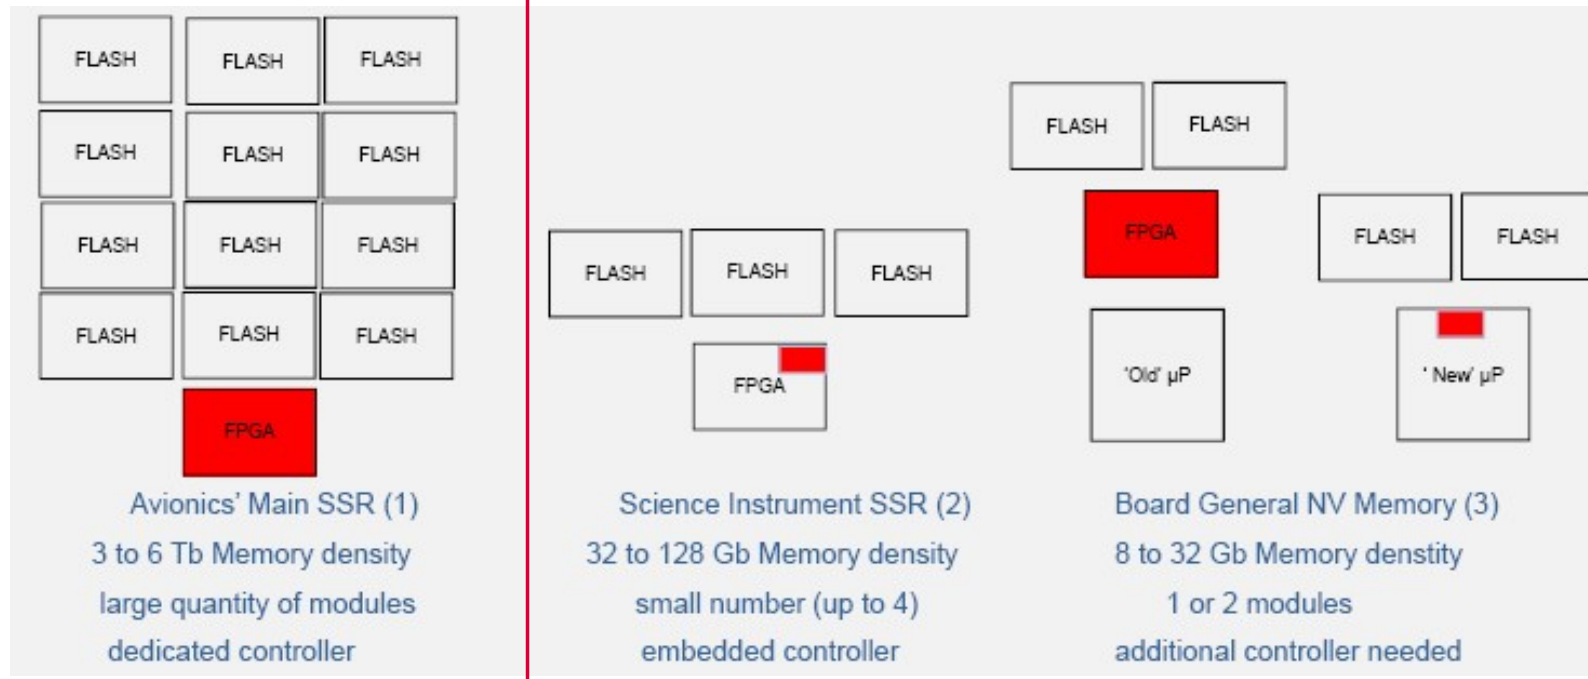 FLASH FLASH FLASH
FLASH FLASH FLASH
FLASH FLASH FLASH
FLASH FLASH FLASH
FPGA
Avionics' Main SSR (1)
3 to 6 Tb Memory density
large quantity of modules
dedicated controller
FLASH FLASH FLASH
FPGA
Science Instrument SSR (2)
32 to 128 Gb Memory density
small number (up to 4)
embedded controller
FLASH FLASH
FPGA
'Old' µP
FLASH FLASH
' New' µP
Board General NV Memory (3)
8 to 32 Gb Memory denstity
1 or 2 modules
additional controller needed